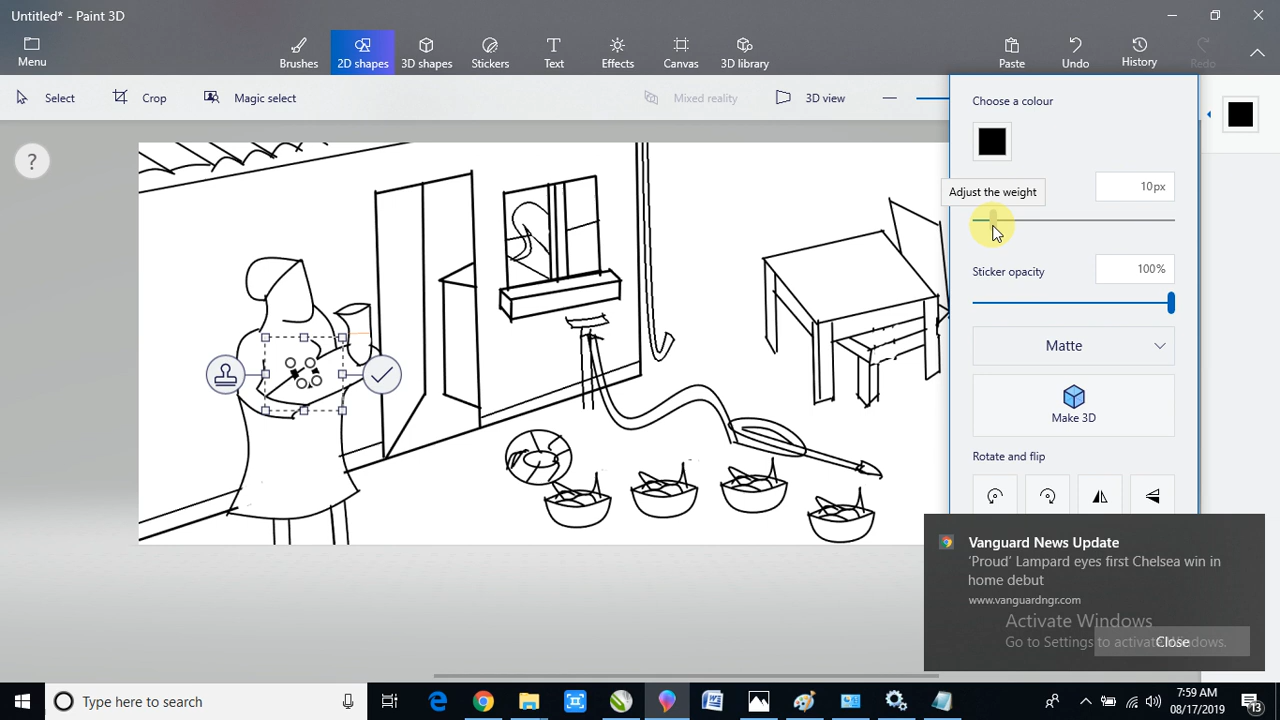 Untitled* - Paint 3D
Menu
Brushes
2D shapes
3D shapes
Stickers
Text
Effects
Canvas
3D library
Paste
Undo
History
Redo
Select
Crop
Magic select
Mixed reality
3D view
Choose a colour
?
Adjust the weight
10px
Sticker opacity
100%
Matte
Make 3D
Rotate and flip
Vanguard News Update
'Proud' Lampard eyes first Chelsea win in
home debut
www.vanguardngr.com
Activate Windows
Go to Settings to activate Windows.
Close
Type here to search
7:59 AM
08/17/2019
13